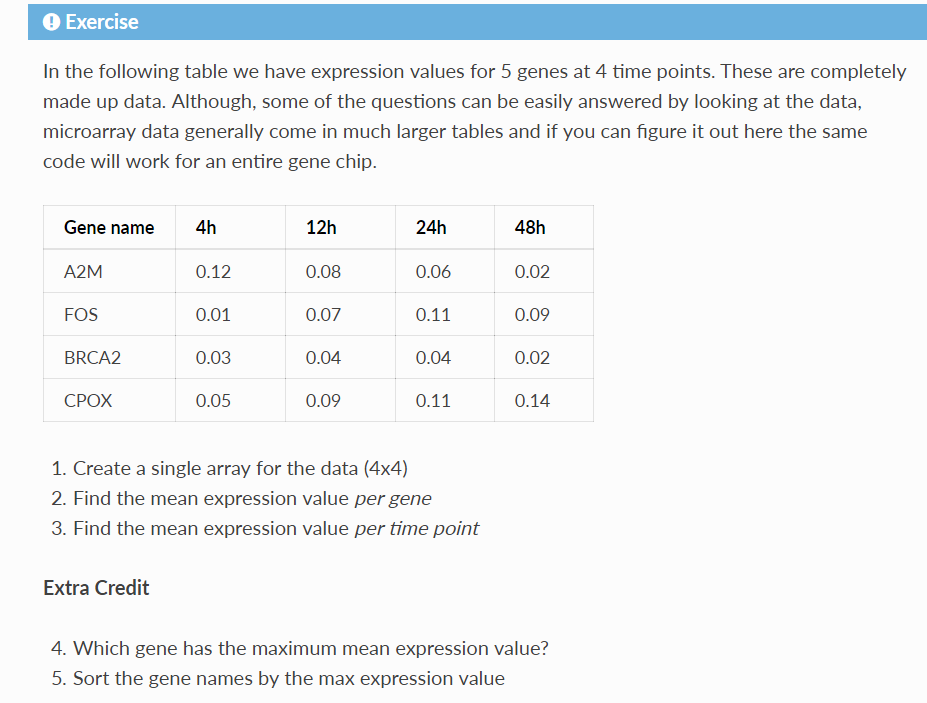 Exercise
In the following table we have expression values for 5 genes at 4 time points. These are completely
made up data. Although, some of the questions can be easily answered by looking at the data,
microarray data generally come in much larger tables and if you can figure it out here the same
code will work for an entire gene chip.
Gene name 4h 12h 24h 48h
A2M 0.12 0.08 0.06 0.02
FOS 0.01 0.07 0.11 0.09
BRCA2 0.03 0.04 0.04 0.02
CPOX 0.05 0.09 0.11 0.14
1. Create a single array for the data (4x4)
2. Find the mean expression value per gene
3. Find the mean expression value per time point
Extra Credit
4. Which gene has the maximum mean expression value?
5. Sort the gene names by the max expression value